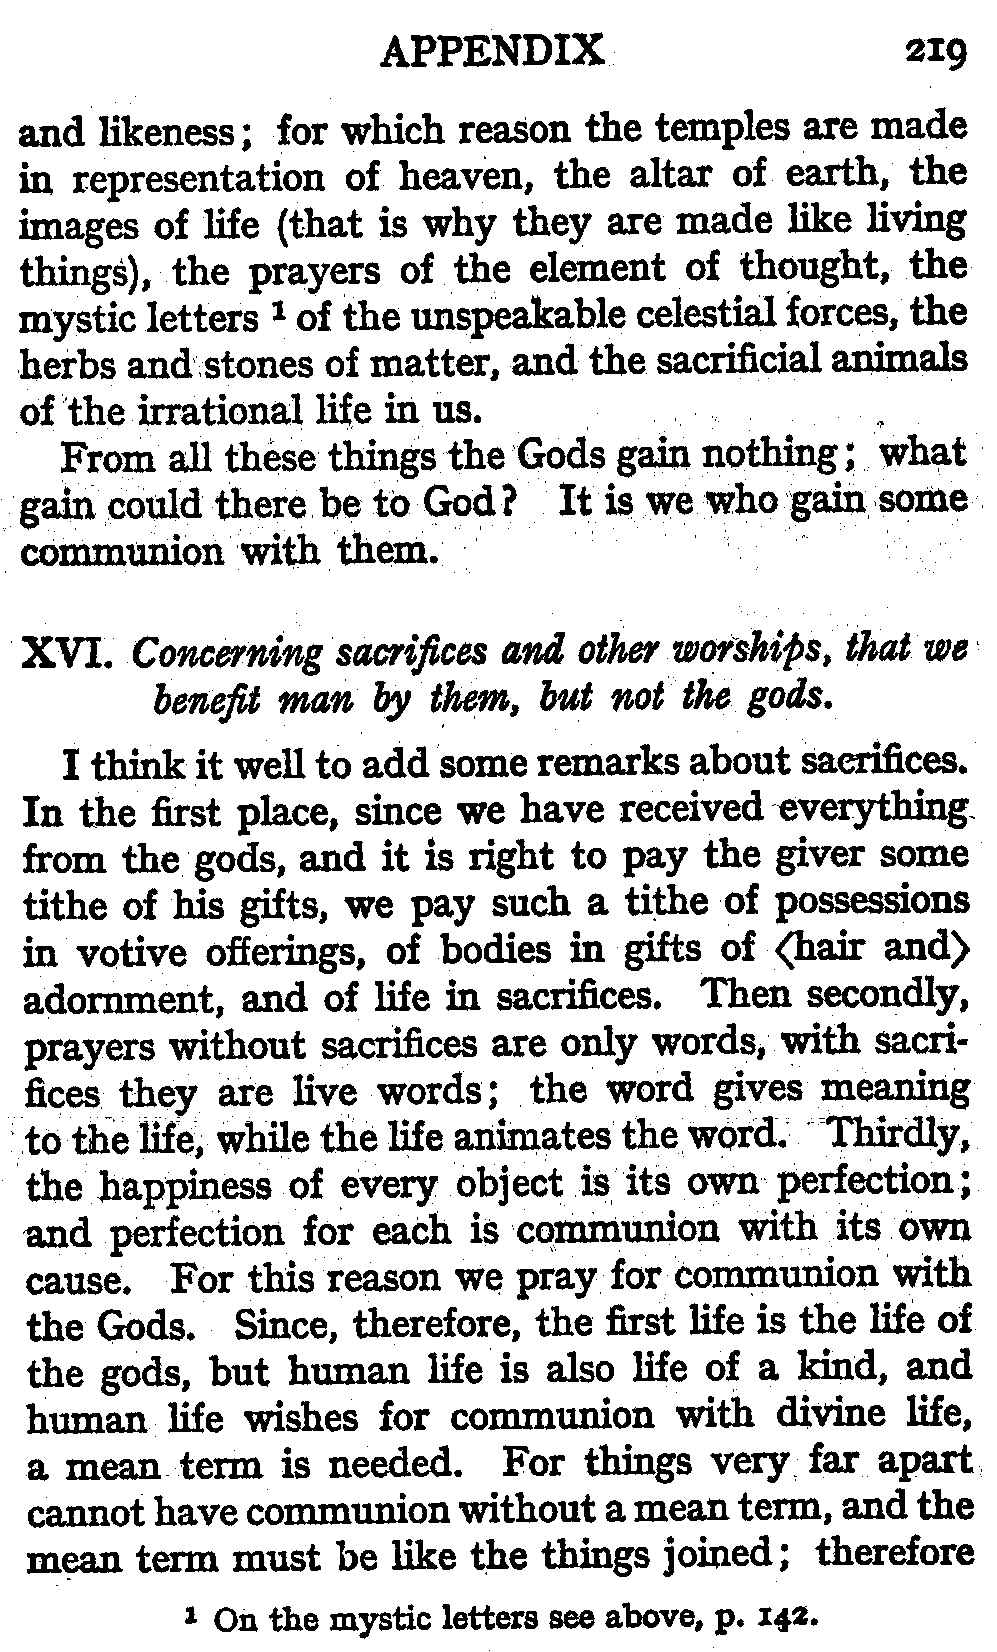 APPENDIX 219
and likeness; for which reason the temples are made
in representation of heaven, the altar of earth, the
images of life (that is why they are made like living
things), the prayers of the element of thought, the
mystic letters ¹ of the unspeakable celestial forces, the
herbs and stones of matter, and the sacrificial animals
of the irrational life in us.
From all these things the Gods gain nothing; what
gain could there be to God? It is we who gain some
communion with them.
XVI. Concerning sacrifices and other worships, that we
benefit man by them, but not the gods.
I think it well to add some remarks about sacrifices.
In the first place, since we have received everything
from the gods, and it is right to pay the giver some
tithe of his gifts, we pay such a tithe of possessions
in votive offerings, of bodies in gifts of ⟨hair and⟩
adornment, and of life in sacrifices. Then secondly,
prayers without sacrifices are only words, with sacri-
fices they are live words; the word gives meaning
to the life, while the life animates the word. Thirdly,
the happiness of every object is its own perfection;
and perfection for each is communion with its own
cause. For this reason we pray for communion with
the Gods. Since, therefore, the first life is the life of
the gods, but human life is also life of a kind, and
human life wishes for communion with divine life,
a mean term is needed. For things very far apart
cannot have communion without a mean term, and the
mean term must be like the things joined; therefore
¹ On the mystic letters see above, p. 142.